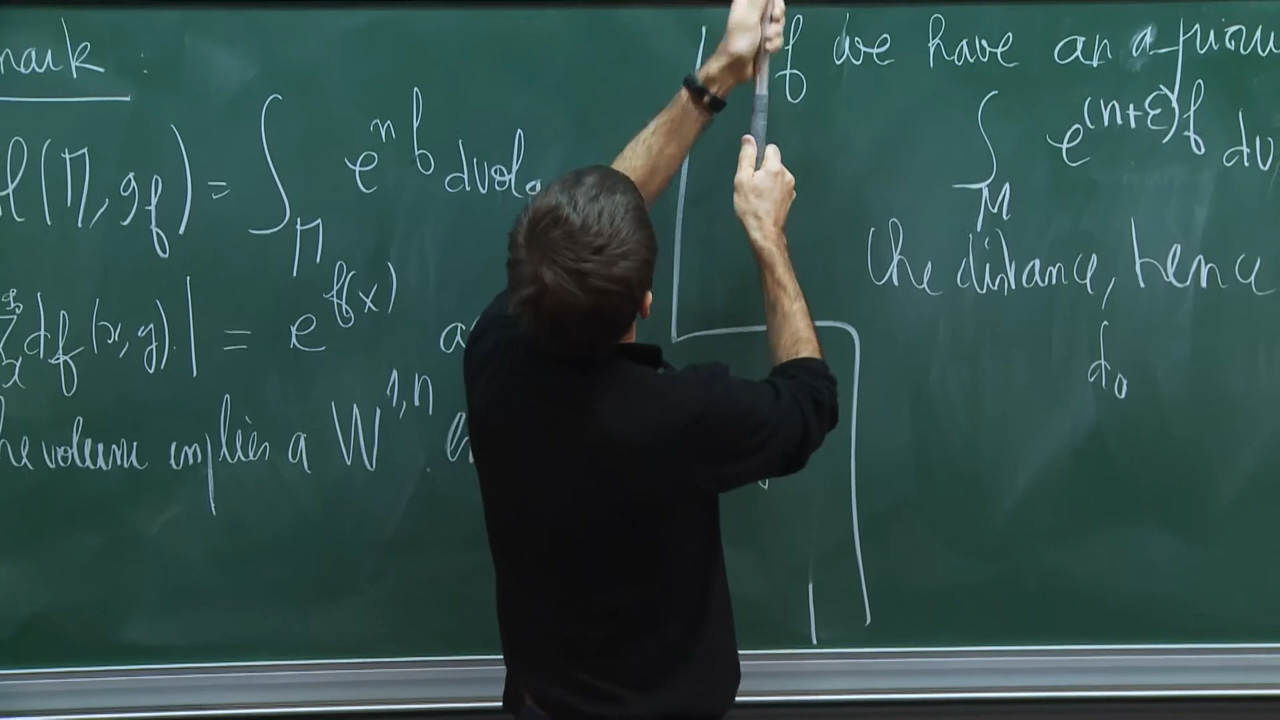 mark :
l(M, g_f) = ∫_M e^{nf} dvol_g
d_f(x,y)| = e^{f(x)} a
he volume implies a W^{1,n}
f we have an a-priori
∫_M e^{(n+ε)f} dv
the distance, hence
d_0